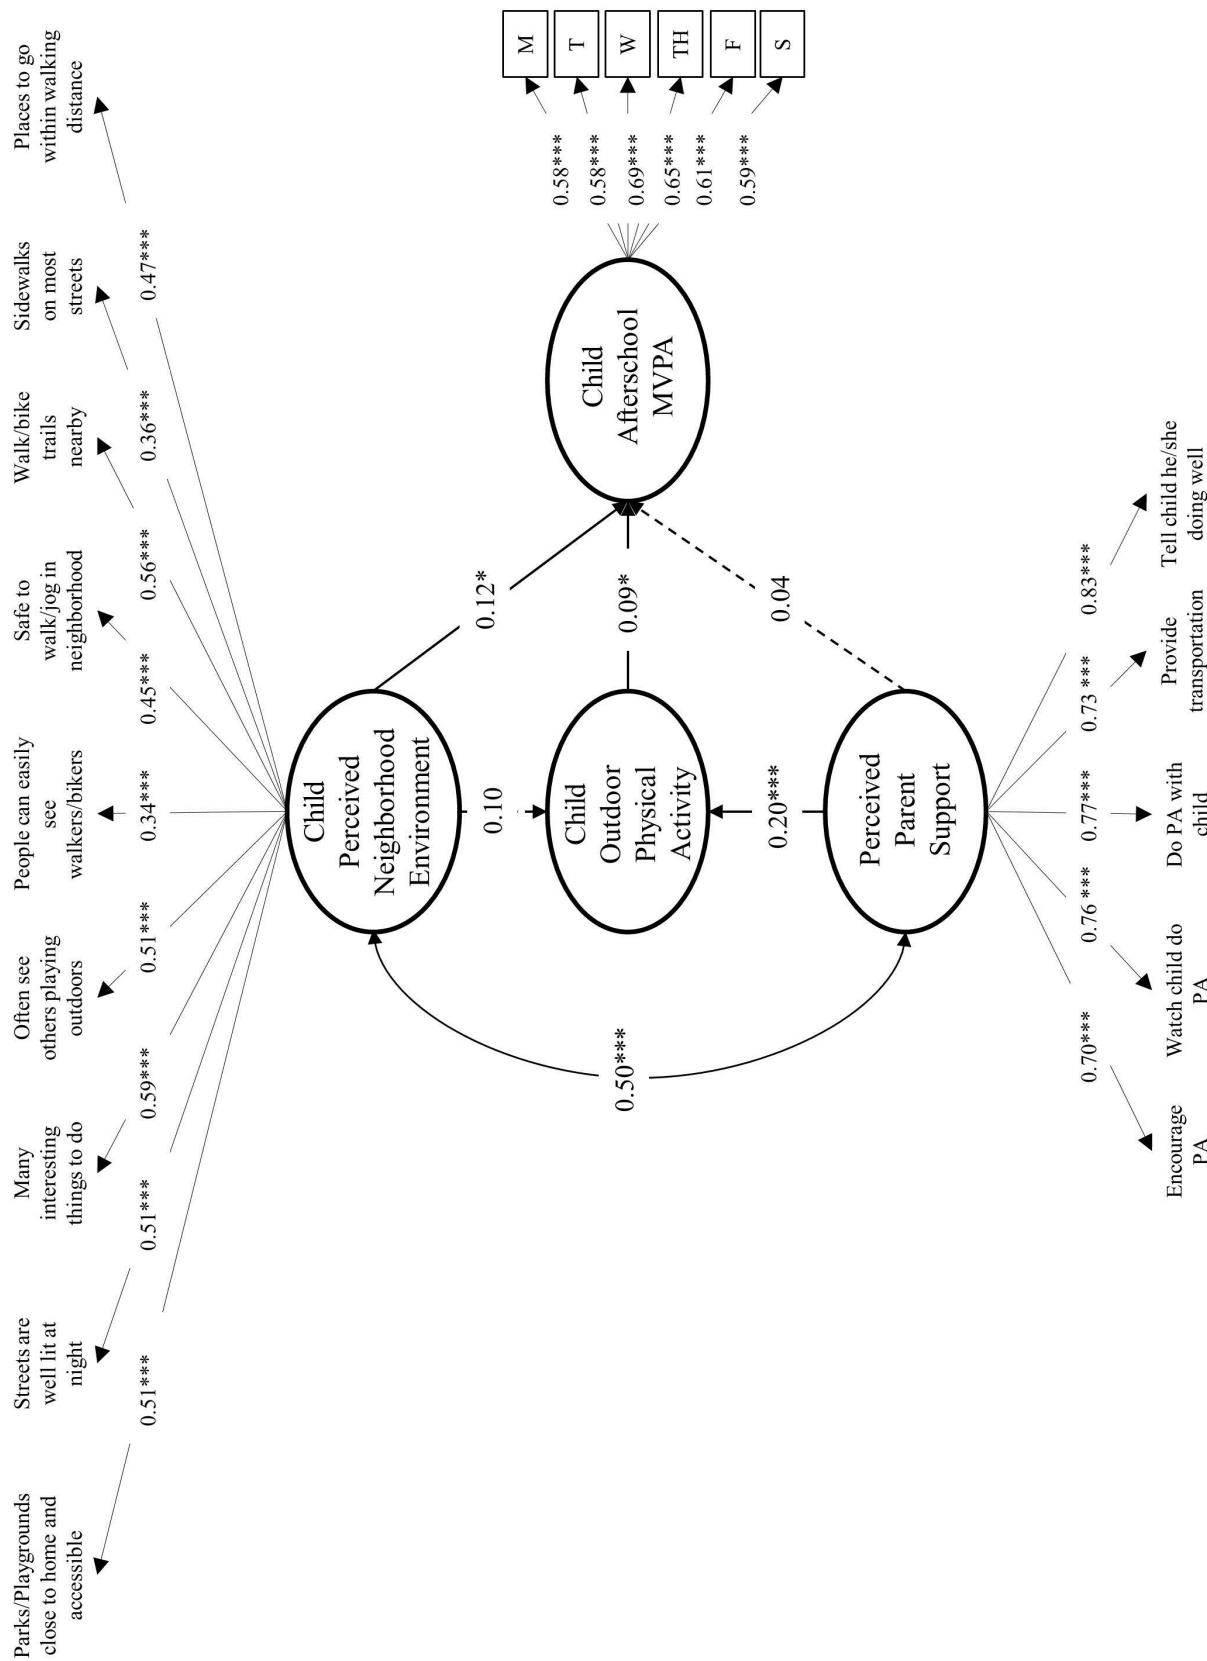 Parks/Playgrounds
close to home and
accessible
Streets are
well lit at
night
Many
interesting
things to do
Often see
others playing
outdoors
People can easily
see
walkers/bikers
Safe to
walk/jog in
neighborhood
Walk/bike
trails
nearby
Sidewalks
on most
streets
Places to go
within walking
distance
0.51***
0.51***
0.59***
0.51***
0.34***
0.45***
0.56***
0.36***
0.47***
Child
Perceived
Neighborhood
Environment
0.12*
0.10
0.50***
Child
Outdoor
Physical
Activity
0.09*
Child
Afterschool
MVPA
0.58***
0.58***
0.69***
0.65***
0.61***
0.59***
M
T
W
TH
F
S
0.20***
0.04
Perceived
Parent
Support
0.70***
0.76 ***
0.77***
0.73 ***
0.83***
Encourage
PA
Watch child do
PA
Do PA with
child
Provide
transportation
Tell child he/she
doing well